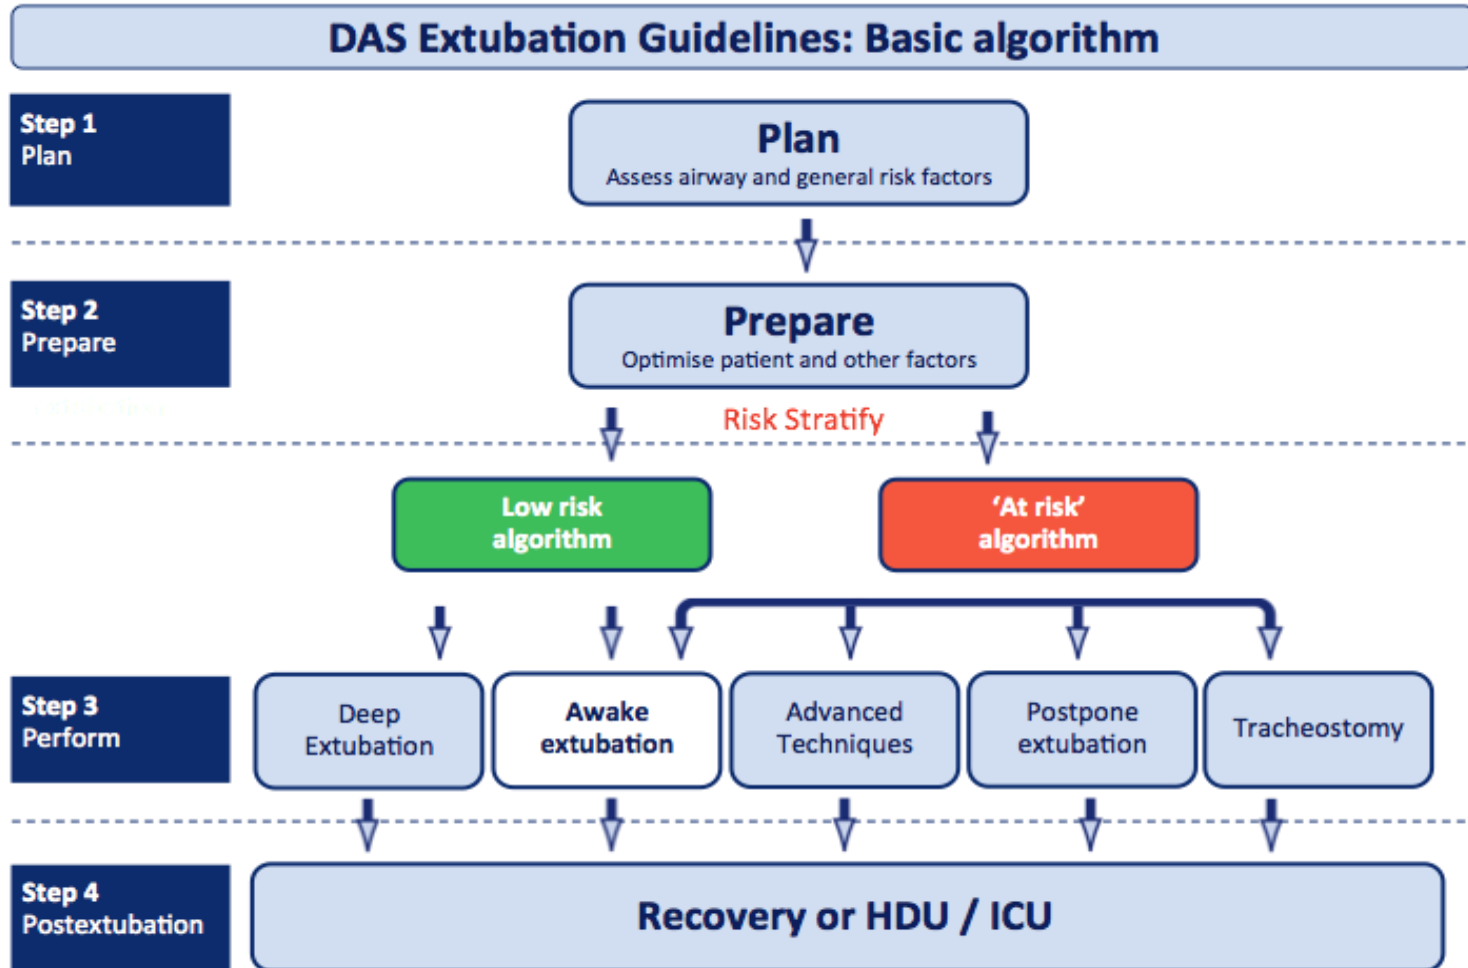 DAS Extubation Guidelines: Basic algorithm
Step 1
Plan
Plan
Assess airway and general risk factors
Step 2
Prepare
Prepare
Optimise patient and other factors
Risk Stratify
Low risk
algorithm
‘At risk’
algorithm
Step 3
Perform
Deep
Extubation
Awake
extubation
Advanced
Techniques
Postpone
extubation
Tracheostomy
Step 4
Postextubation
Recovery or HDU / ICU